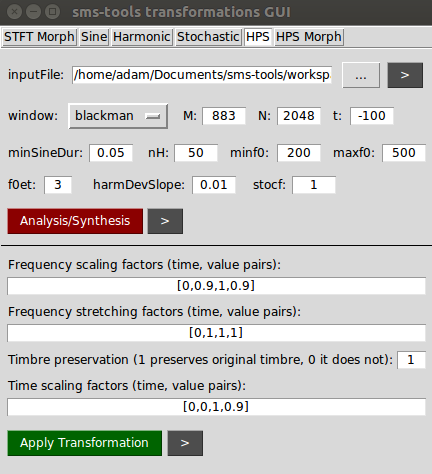 sms-tools transformations GUI
STFT Morph Sine Harmonic Stochastic HPS HPS Morph
inputFile: /home/adam/Documents/sms-tools/workspa ... >
window: blackman M: 883 N: 2048 t: -100
minSineDur: 0.05 nH: 50 minf0: 200 maxf0: 500
f0et: 3 harmDevSlope: 0.01 stocf: 1
Analysis/Synthesis >
Frequency scaling factors (time, value pairs):
[0,0.9,1,0.9]
Frequency stretching factors (time, value pairs):
[0,1,1,1]
Timbre preservation (1 preserves original timbre, 0 it does not): 1
Time scaling factors (time, value pairs):
[0,0,1,0.9]
Apply Transformation >